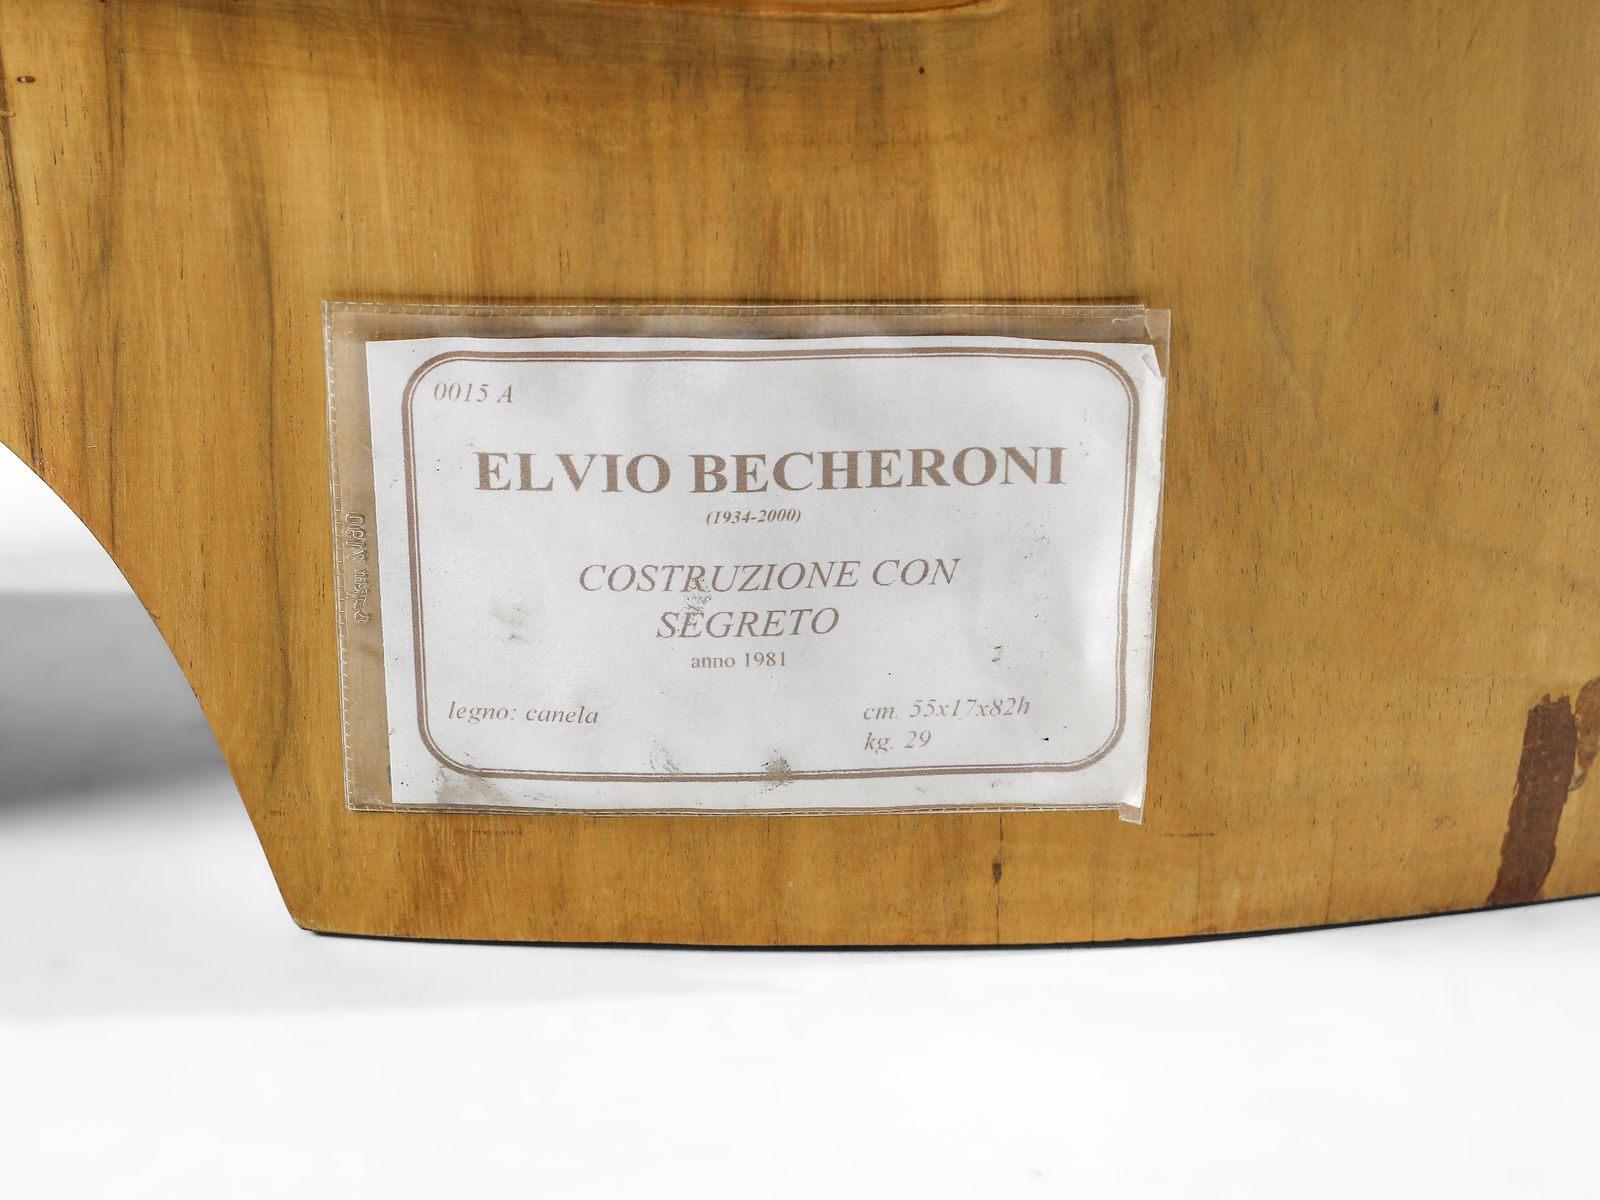 0015 A
ELVIO BECHERONI
(1934-2000)
COSTRUZIONE CON
SEGRETO
anno 1981
legno: canela
cm. 55x17x82h
kg. 29